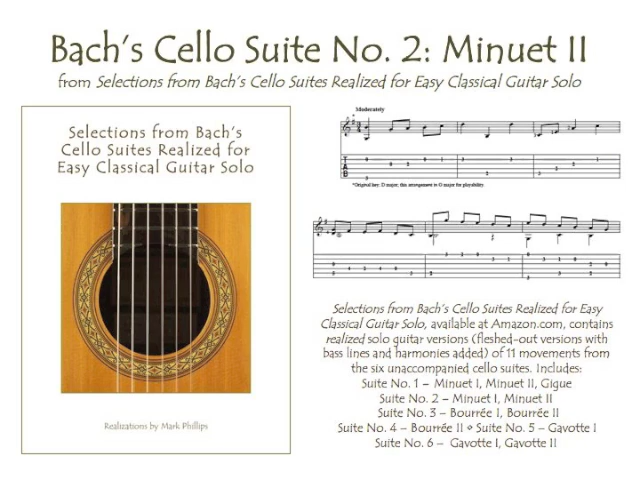 Bach's Cello Suite No. 2: Minuet II
from Selections from Bach's Cello Suites Realized for Easy Classical Guitar Solo
Selections from Bach's
Cello Suites Realized for
Easy Classical Guitar Solo
Realizations by Mark Phillips
Moderately
*Original key: D major; this arrangement in G major for playability.
Selections from Bach's Cello Suites Realized for Easy
Classical Guitar Solo, available at Amazon.com, contains
realized solo guitar versions (fleshed-out versions with
bass lines and harmonies added) of 11 movements from
the six unaccompanied cello suites. Includes:
Suite No. 1 – Minuet I, Minuet II, Gigue
Suite No. 2 – Minuet I, Minuet II
Suite No. 3 – Bourrée I, Bourrée II
Suite No. 4 – Bourrée II • Suite No. 5 – Gavotte I
Suite No. 6 – Gavotte I, Gavotte II